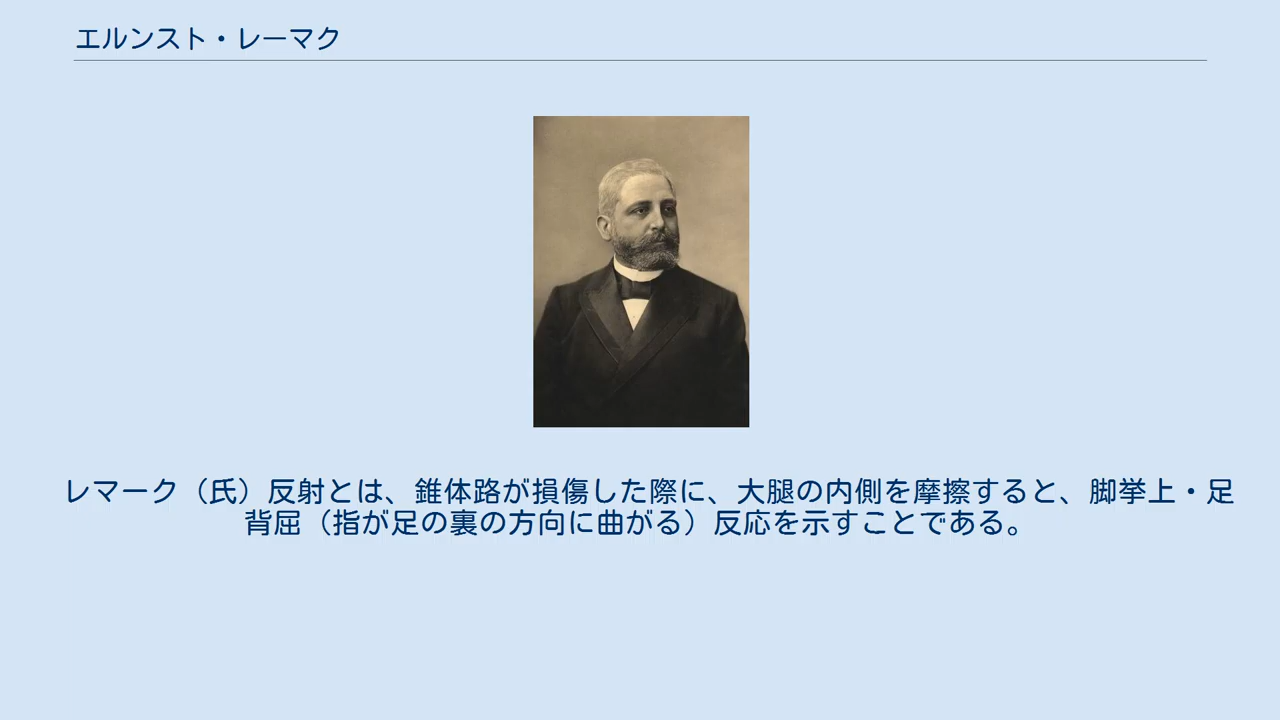 エルンスト・レーマク
レマーク（氏）反射とは、錐体路が損傷した際に、大腿の内側を摩擦すると、脚挙上・足
背屈（指が足の裏の方向に曲がる）反応を示すことである。